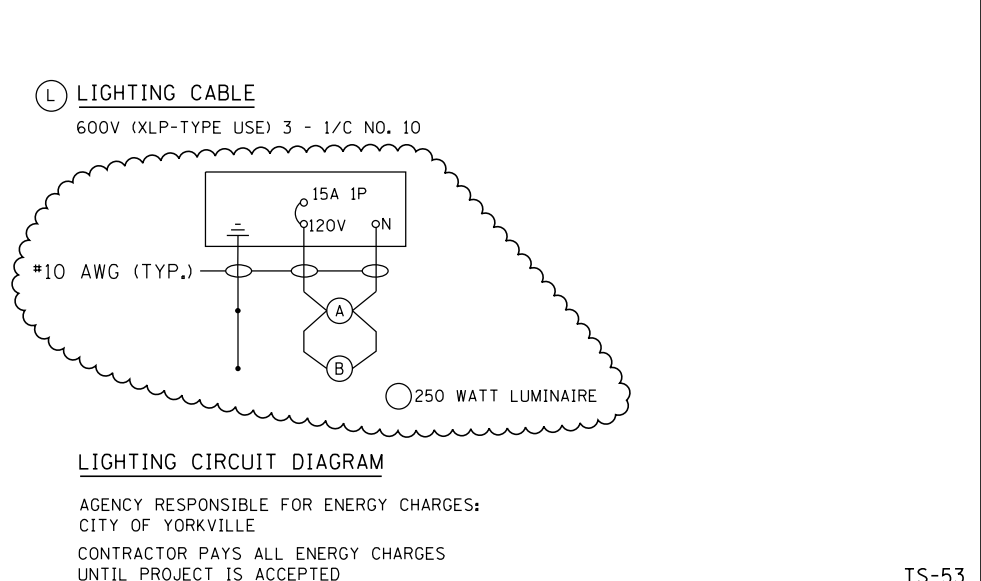 L LIGHTING CABLE
600V (XLP-TYPE USE) 3 - 1/C NO. 10
15A 1P
120V N
#10 AWG (TYP.)
A
B
250 WATT LUMINAIRE
LIGHTING CIRCUIT DIAGRAM
AGENCY RESPONSIBLE FOR ENERGY CHARGES:
CITY OF YORKVILLE
CONTRACTOR PAYS ALL ENERGY CHARGES
UNTIL PROJECT IS ACCEPTED
TS-53